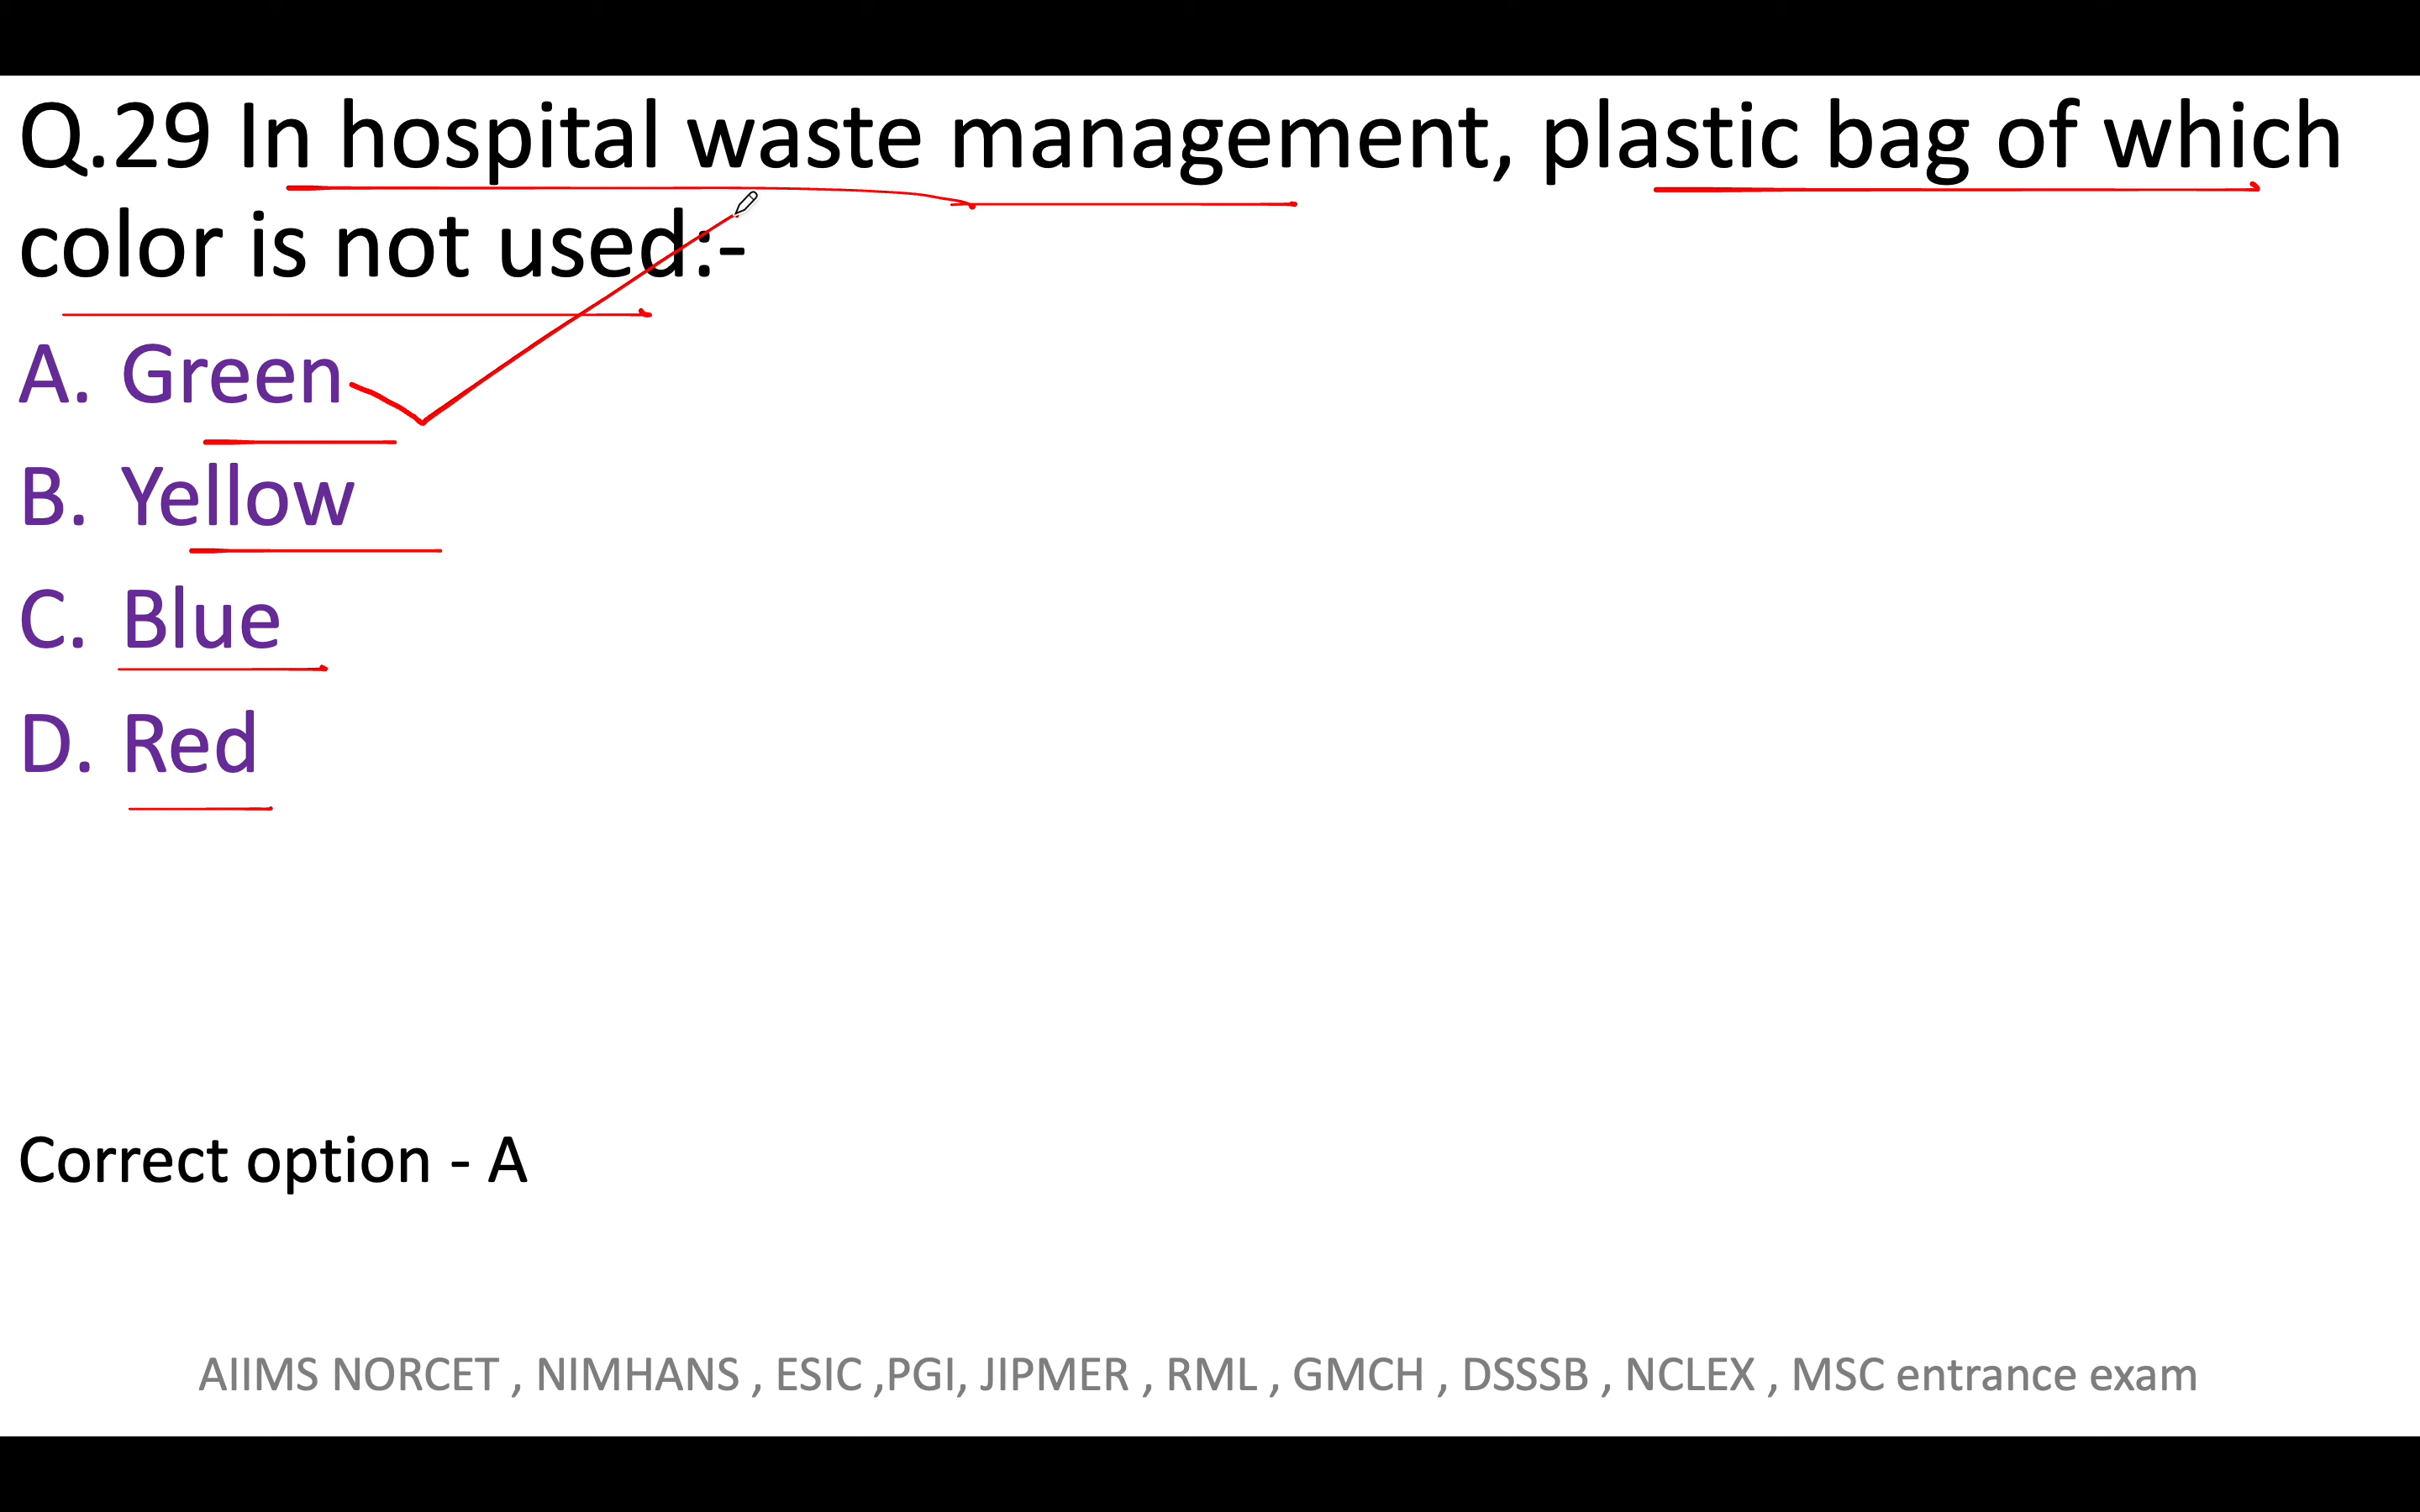 Q.29 In hospital waste management, plastic bag of which
color is not used:-
A. Green
B. Yellow
C. Blue
D. Red
Correct option - A
AIIMS NORCET , NIMHANS , ESIC ,PGI, JIPMER , RML , GMCH , DSSSB , NCLEX , MSC entrance exam